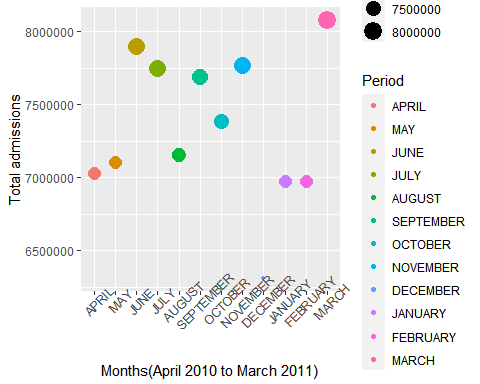 8000000
7500000
7000000
6500000
Total admissions
APRIL
MAY
JUNE
JULY
AUGUST
SEPTEMBER
OCTOBER
NOVEMBER
DECEMBER
JANUARY
FEBRUARY
MARCH
Months(April 2010 to March 2011)
7500000
8000000
Period
APRIL
MAY
JUNE
JULY
AUGUST
SEPTEMBER
OCTOBER
NOVEMBER
DECEMBER
JANUARY
FEBRUARY
MARCH